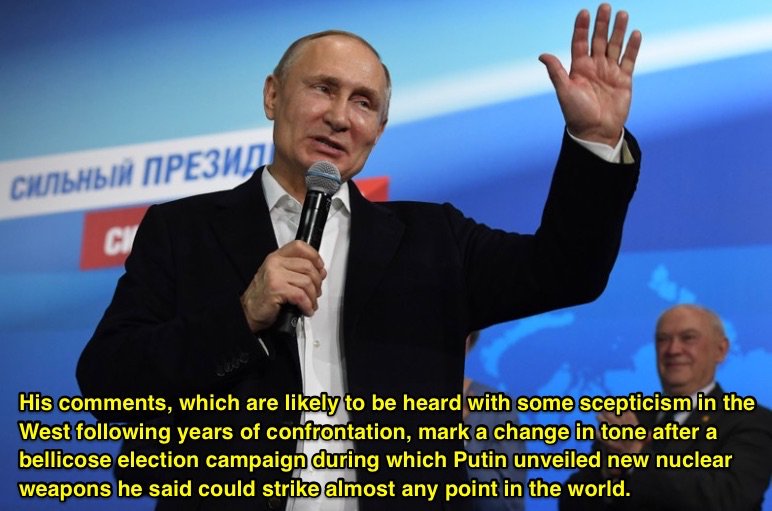 СИЛЬНЫЙ ПРЕЗИД
СИ
His comments, which are likely to be heard with some scepticism in the
West following years of confrontation, mark a change in tone after a
bellicose election campaign during which Putin unveiled new nuclear
weapons he said could strike almost any point in the world.